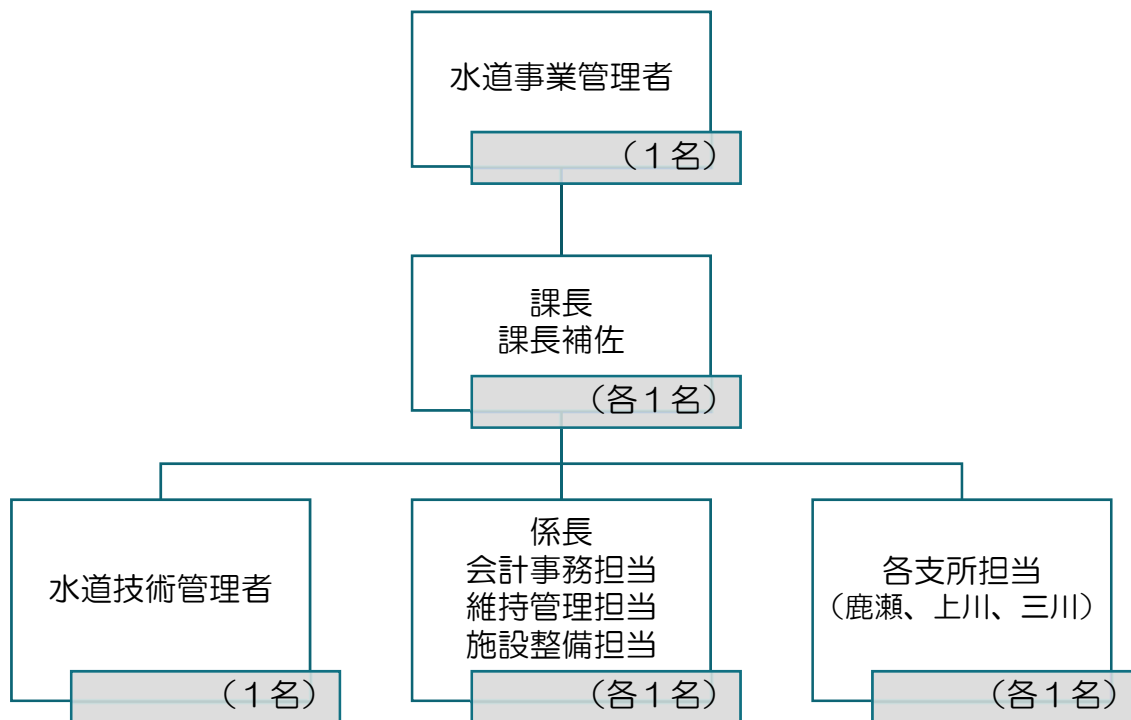 水道事業管理者
（１名）
課長
課長補佐
（各１名）
水道技術管理者
（１名）
係長
会計事務担当
維持管理担当
施設整備担当
（各１名）
各支所担当
（鹿瀬、上川、三川）
（各１名）